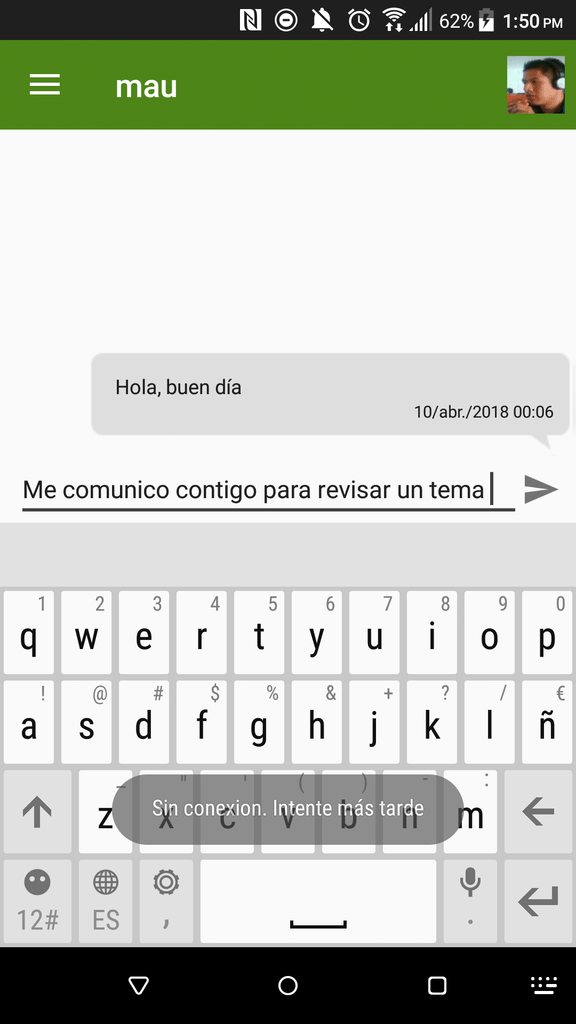 62% 1:50 PM
mau
Hola, buen día
10/abr./2018 00:06
Me comunico contigo para revisar un tema
1 2 3 4 5 6 7 8 9 0
q w e r t y u i o p
! @ # $ % & + ? / €
a s d f g h j k l ñ
_ " ' ( ) - :
z x c v b n m
Sin conexion. Intente más tarde
12# ES , .